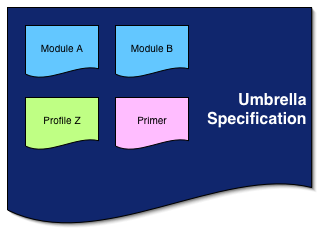 Module A
Module B
Profile Z
Primer
Umbrella
Specification